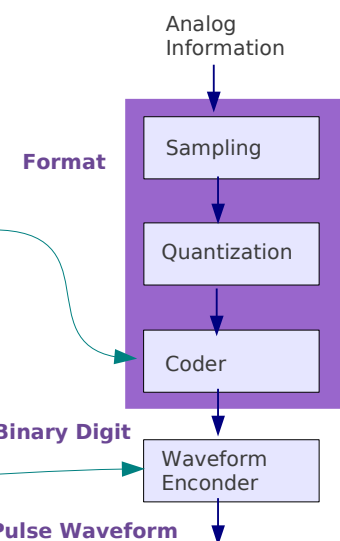 Analog
Information
Sampling
Format
Quantization
Coder
Binary Digit
Waveform
Enconder
Pulse Waveform